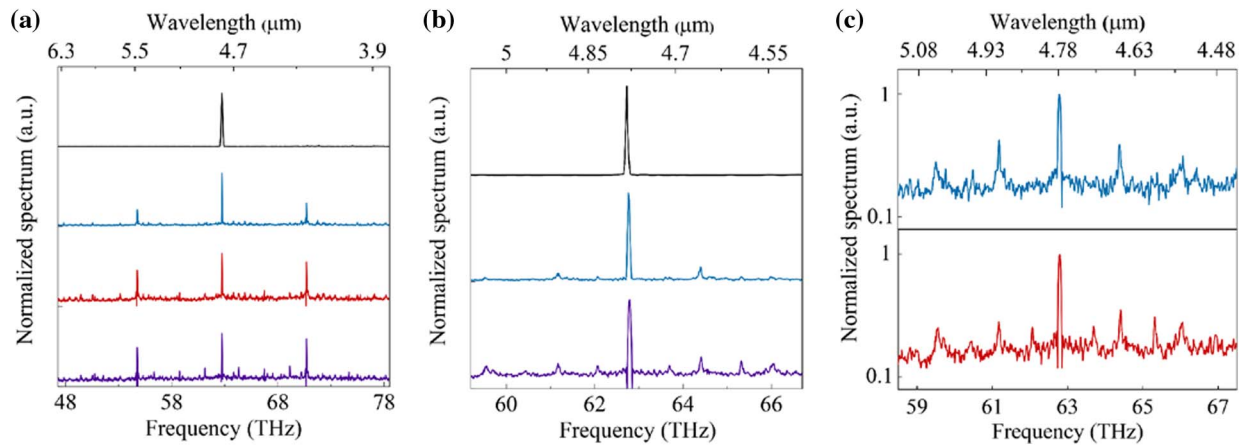 (a)
Wavelength (μm)
6.3 5.5 4.7 3.9
Normalized spectrum (a.u.)
48 58 68 78
Frequency (THz)
(b)
Wavelength (μm)
5 4.85 4.7 4.55
Normalized spectrum (a.u.)
60 62 64 66
Frequency (THz)
(c)
Wavelength (μm)
5.08 4.93 4.78 4.63 4.48
Normalized spectrum (a.u.)
1
0.1
1
0.1
59 61 63 65 67
Frequency (THz)